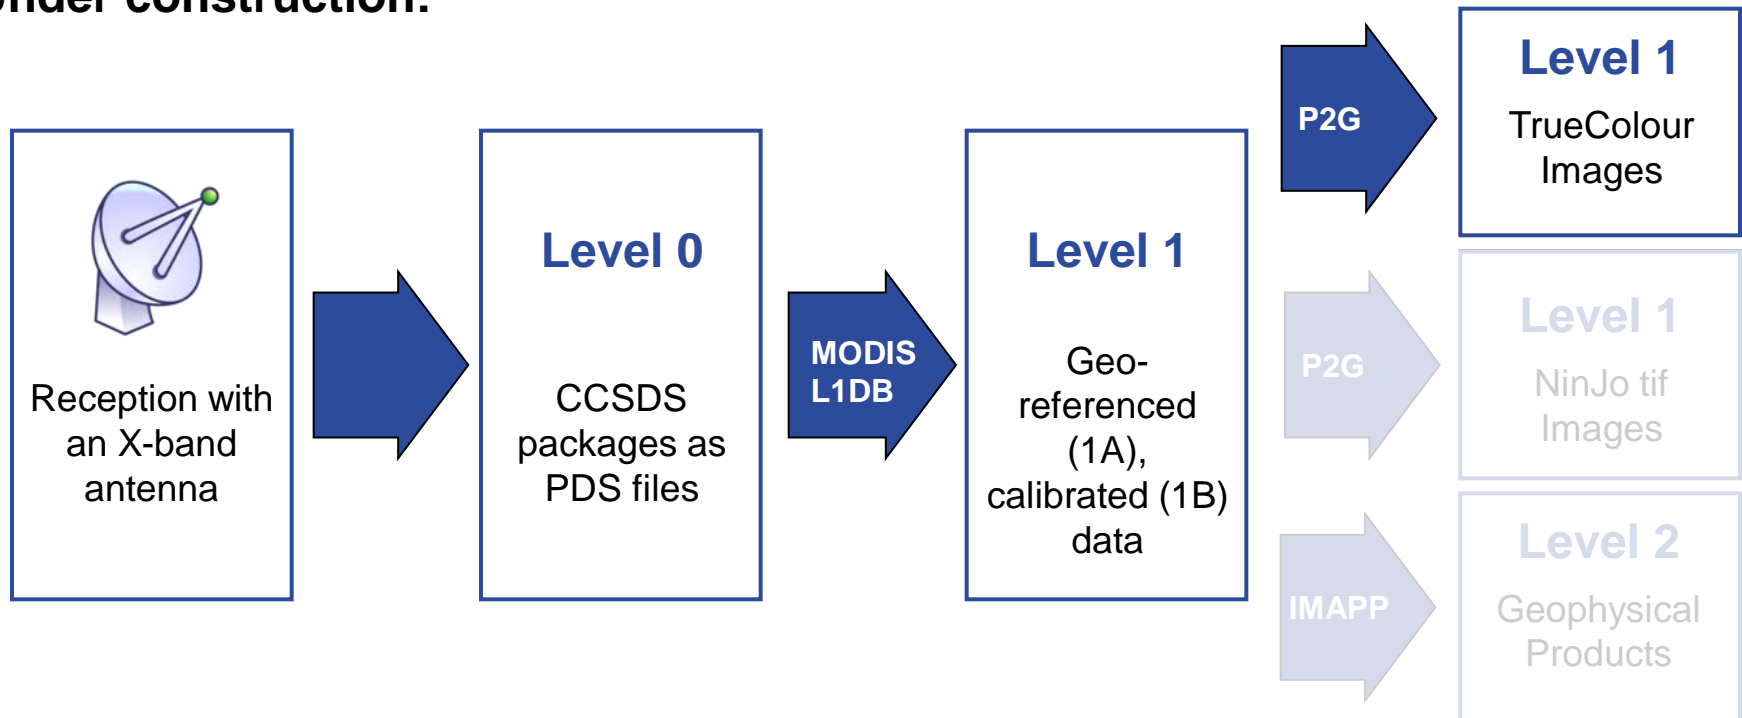 under construction:
Reception with
an X-band
antenna
Level 0
CCSDS
packages as
PDS files
MODIS
L1DB
Level 1
Geo-
referenced
(1A),
calibrated (1B)
data
P2G
Level 1
TrueColour
Images
P2G
Level 1
NinJo tif
Images
IMAPP
Level 2
Geophysical
Products